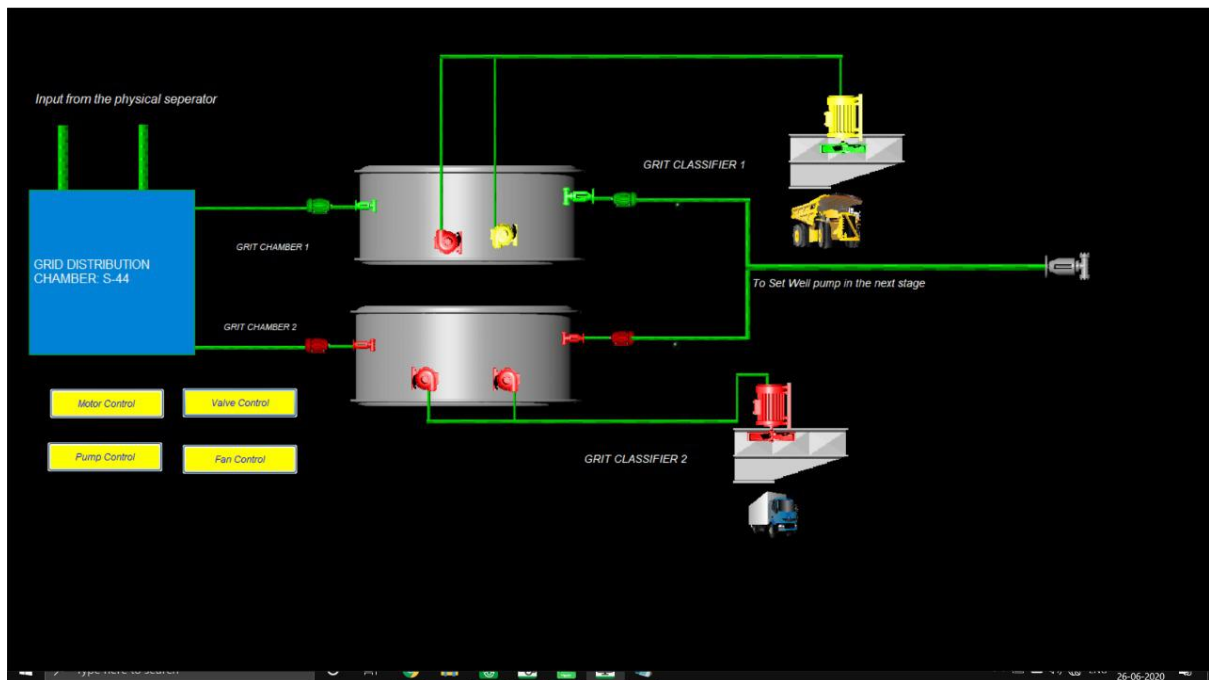 Input from the physical seperator
GRIT CLASSIFIER 1
GRIT CHAMBER 1
GRID DISTRIBUTION
CHAMBER: S-44
To Set Well pump in the next stage
GRIT CHAMBER 2
Motor Control
Valve Control
Pump Control
Fan Control
GRIT CLASSIFIER 2
Type here to search
ENG
26-06-2020